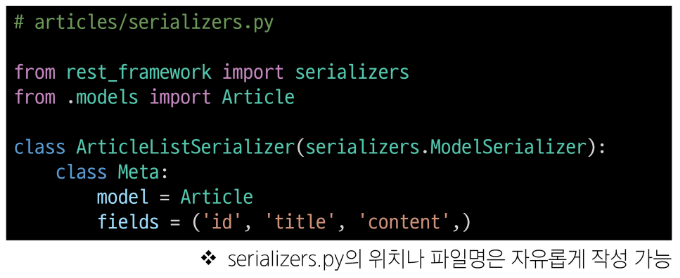 # articles/serializers.py
from rest_framework import serializers
from .models import Article
class ArticleListSerializer(serializers.ModelSerializer):
    class Meta:
        model = Article
        fields = ('id', 'title', 'content',)
❖ serializers.py의 위치나 파일명은 자유롭게 작성 가능